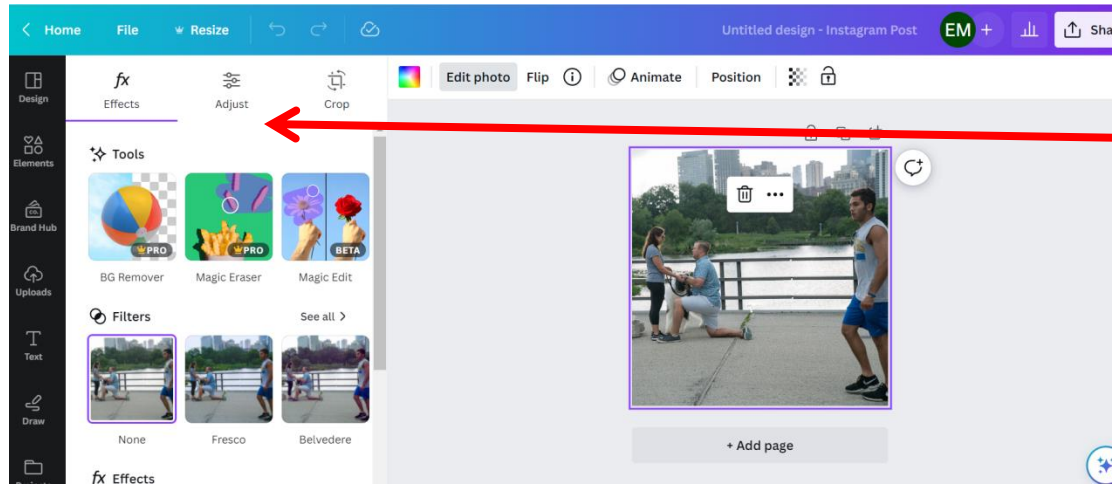 Home File Resize Untitled design - Instagram Post EM + Sha
Edit photo Flip Animate Position
Design
Elements
CO.
Brand Hub
Uploads
Text
Draw
fx
Effects Adjust Crop
Tools
PRO PRO BETA
BG Remover Magic Eraser Magic Edit
Filters See all >
None Fresco Belvedere
fx Effects
+ Add page